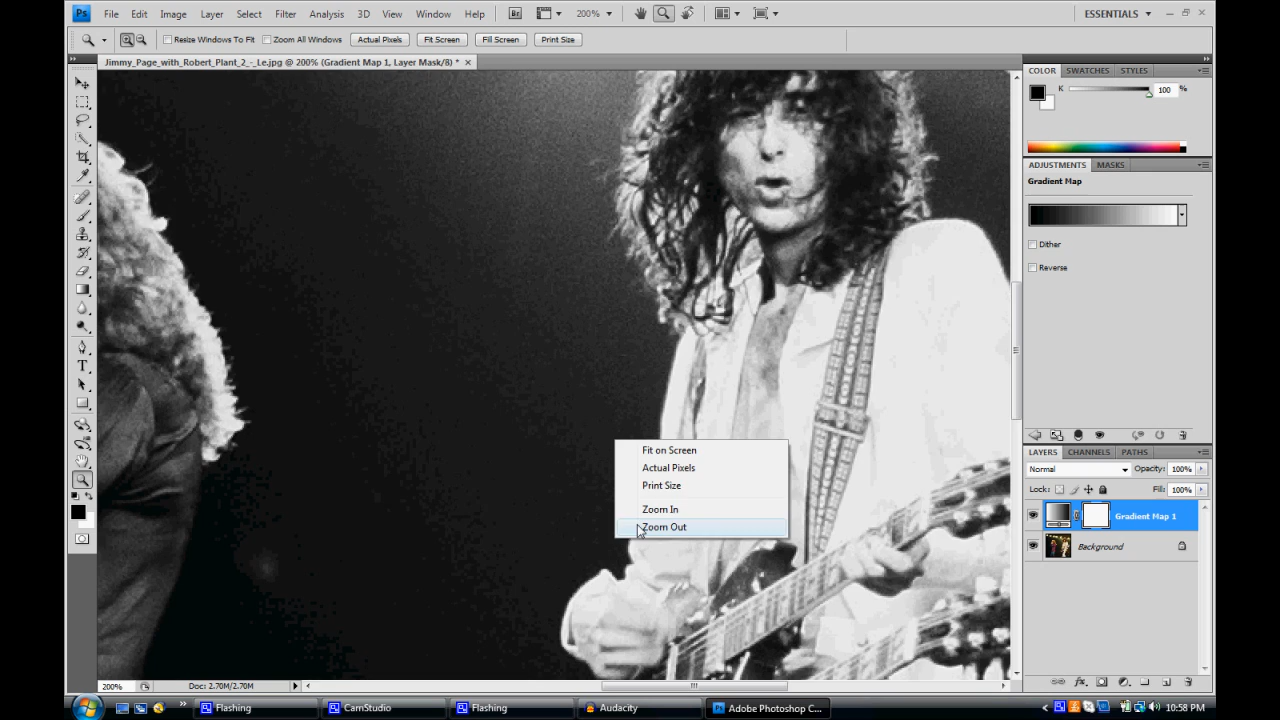 Ps File Edit Image Layer Select Filter Analysis 3D View Window Help Br 200% ESSENTIALS
Resize Windows To Fit Zoom All Windows Actual Pixels Fit Screen Fill Screen Print Size
Jimmy_Page_with_Robert_Plant_2_-_Le.jpg @ 200% (Gradient Map 1, Layer Mask/8) *
COLOR SWATCHES STYLES
K 100 %
ADJUSTMENTS MASKS
Gradient Map
Dither
Reverse
Fit on Screen
Actual Pixels
Print Size
Zoom In
Zoom Out
LAYERS CHANNELS PATHS
Normal Opacity: 100%
Lock: Fill: 100%
Gradient Map 1
Background
T
fx
200% Doc: 2.70M/2.70M
Flashing CamStudio Flashing Audacity Ps Adobe Photoshop C... 10:58 PM